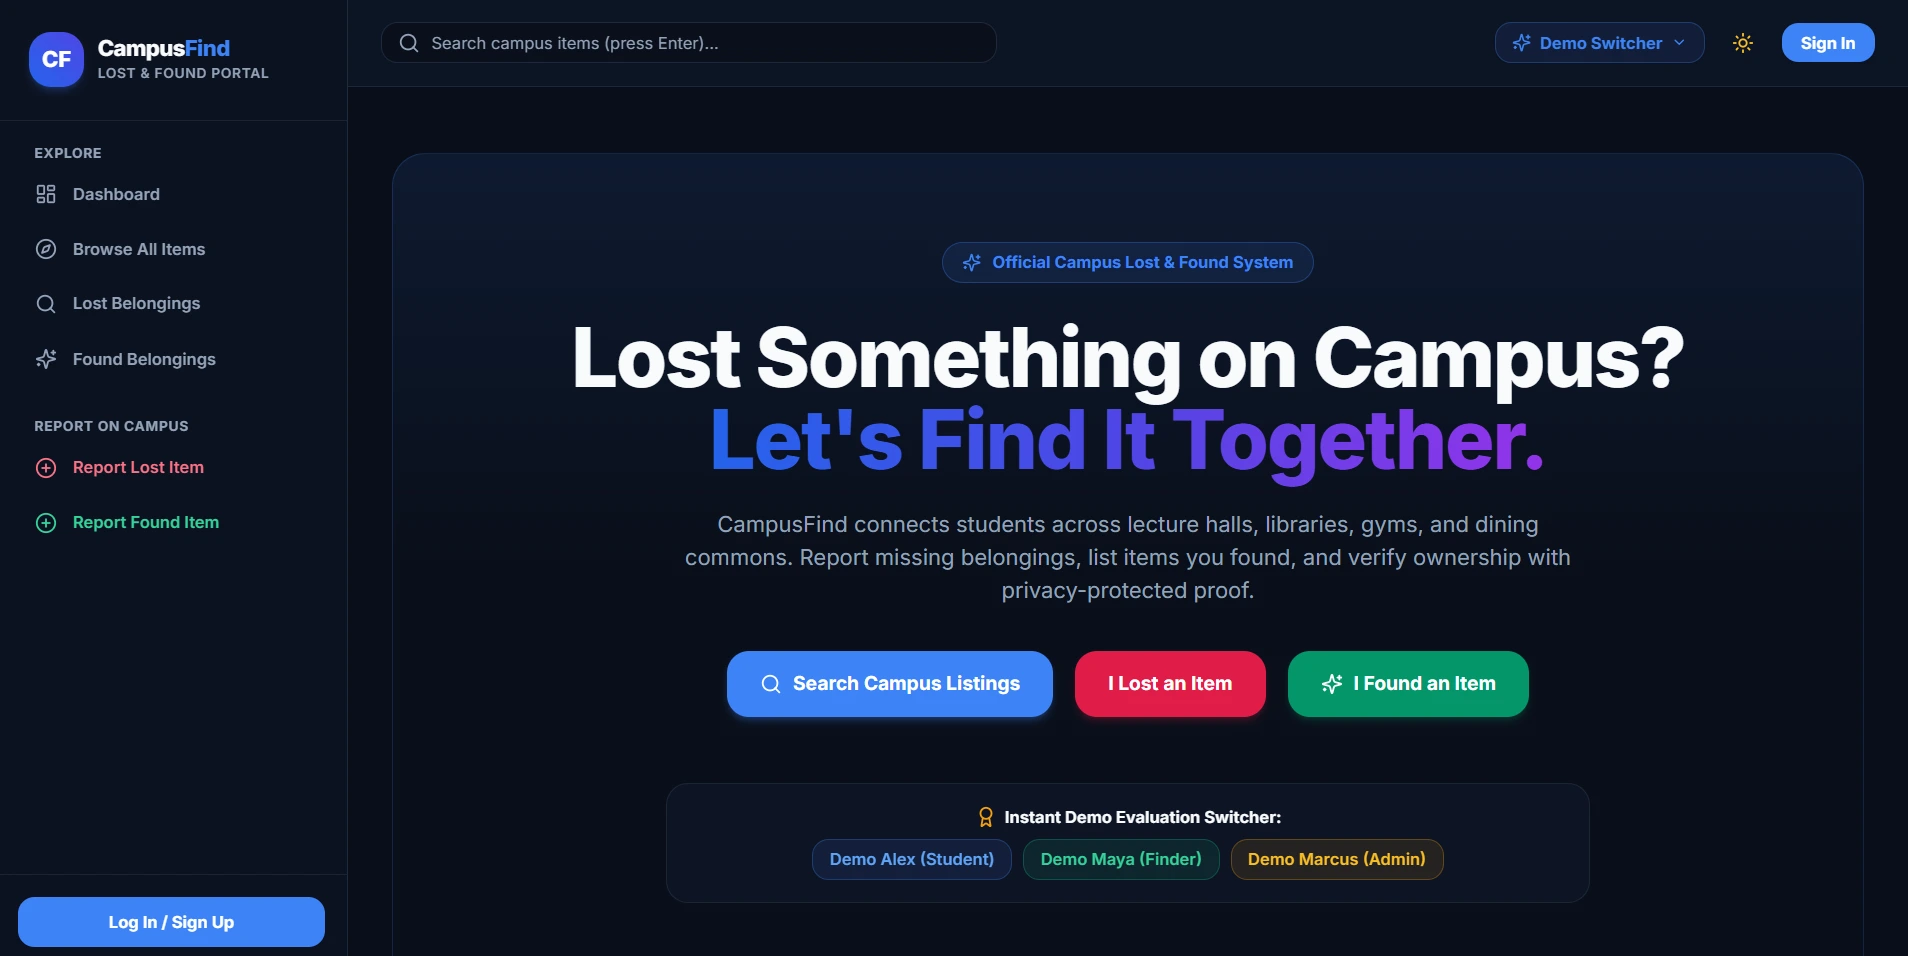 CF
CampusFind
LOST & FOUND PORTAL
EXPLORE
Dashboard
Browse All Items
Lost Belongings
Found Belongings
REPORT ON CAMPUS
Report Lost Item
Report Found Item
Log In / Sign Up
Search campus items (press Enter)...
Demo Switcher
Sign In
Official Campus Lost & Found System
Lost Something on Campus?
Let's Find It Together.
CampusFind connects students across lecture halls, libraries, gyms, and dining
commons. Report missing belongings, list items you found, and verify ownership with
privacy-protected proof.
Search Campus Listings
I Lost an Item
I Found an Item
Instant Demo Evaluation Switcher:
Demo Alex (Student)
Demo Maya (Finder)
Demo Marcus (Admin)